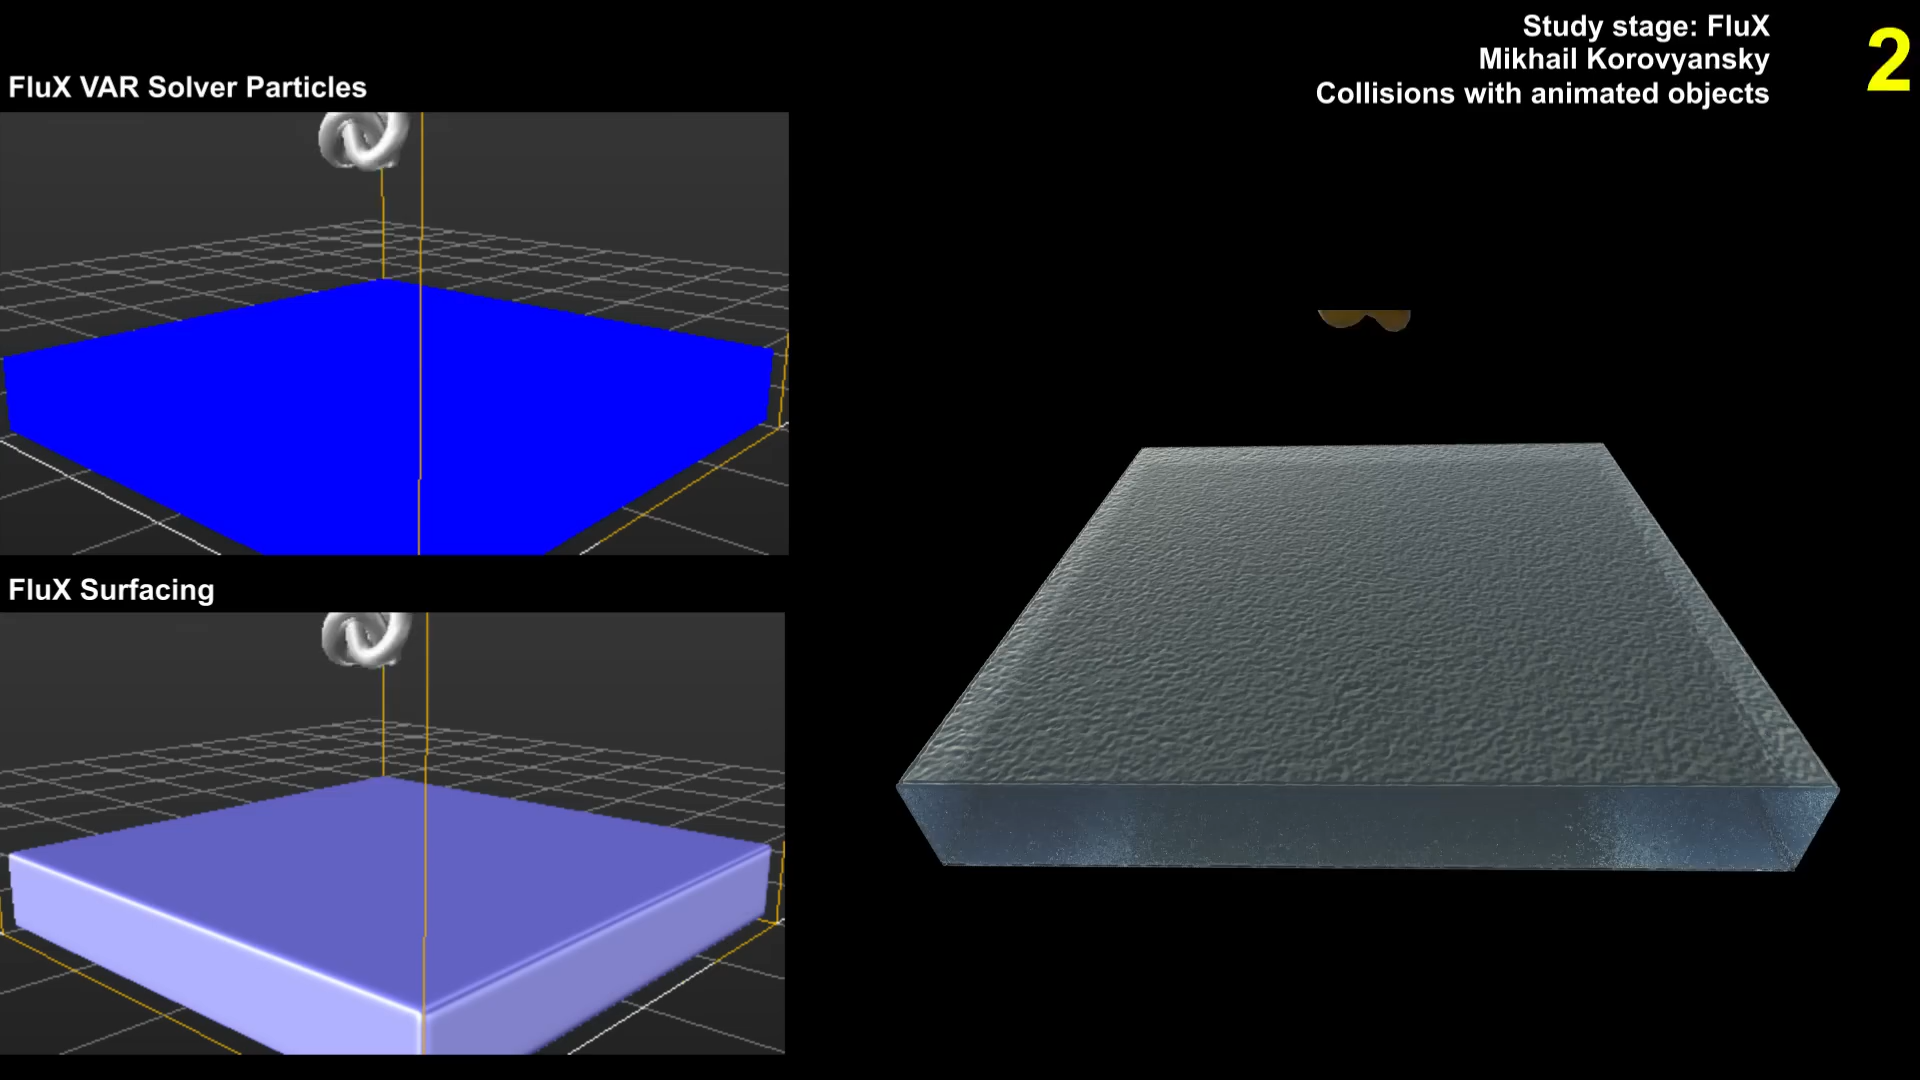 Study stage: FluX
Mikhail Korovyansky
Collisions with animated objects
2
FluX VAR Solver Particles
FluX Surfacing